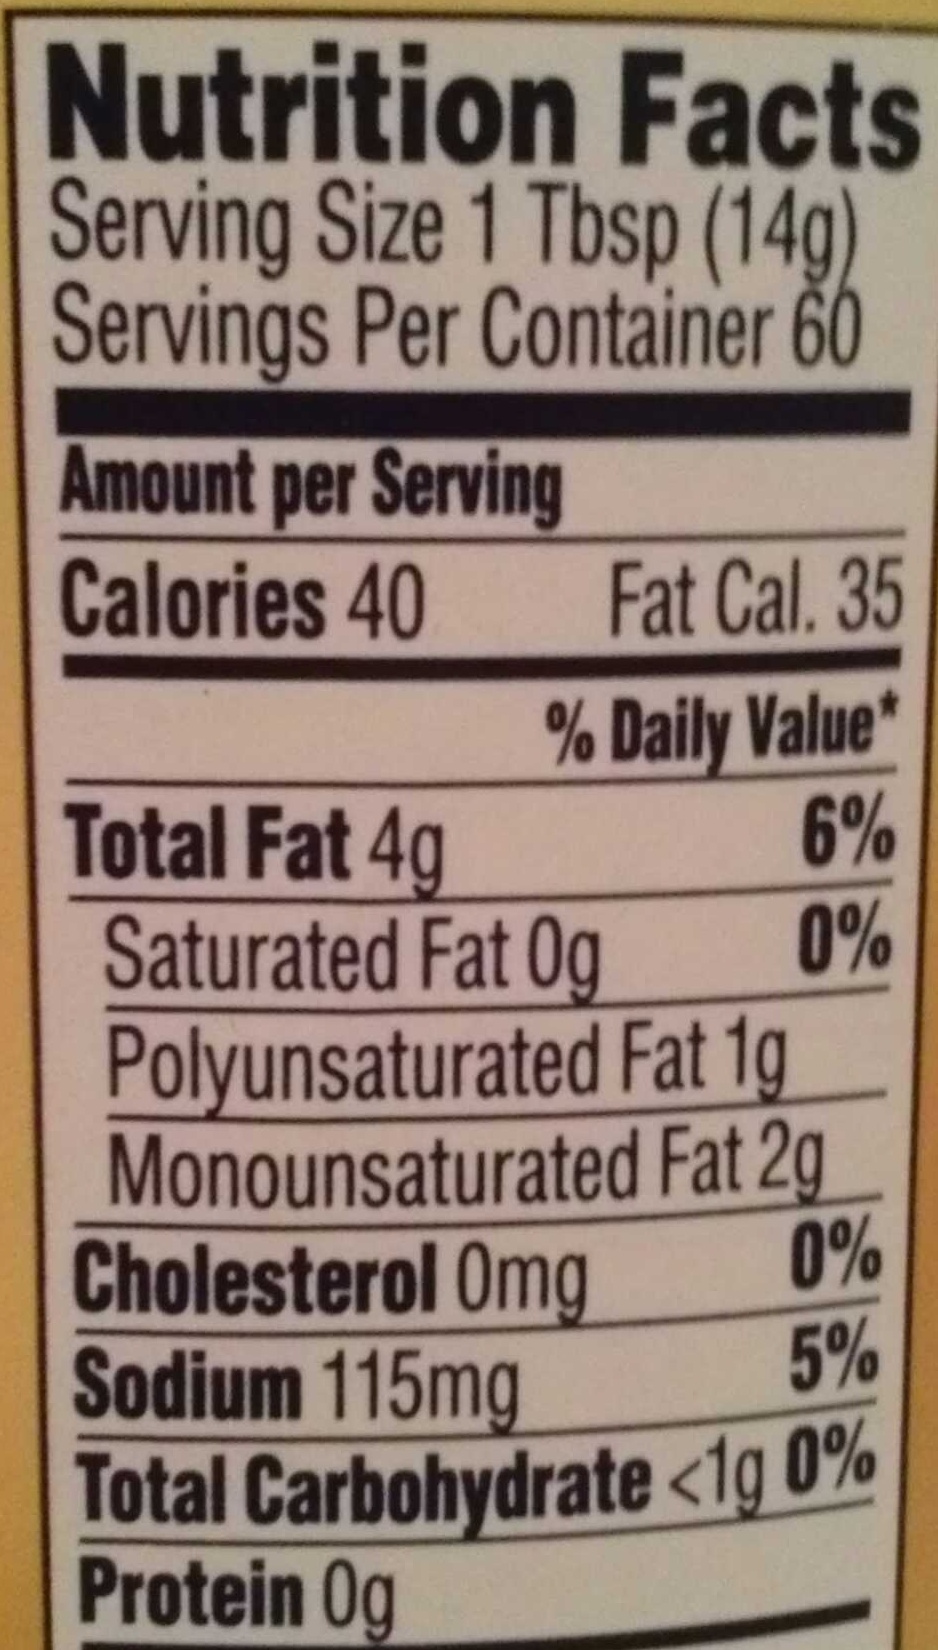 Nutrition Facts
Serving Size 1 Tbsp (14g)
Servings Per Container 60
Amount per Serving
Calories 40 Fat Cal. 35
% Daily Value*
Total Fat 4g 6%
Saturated Fat 0g 0%
Polyunsaturated Fat 1g
Monounsaturated Fat 2g
Cholesterol 0mg 0%
Sodium 115mg 5%
Total Carbohydrate <1g 0%
Protein 0g